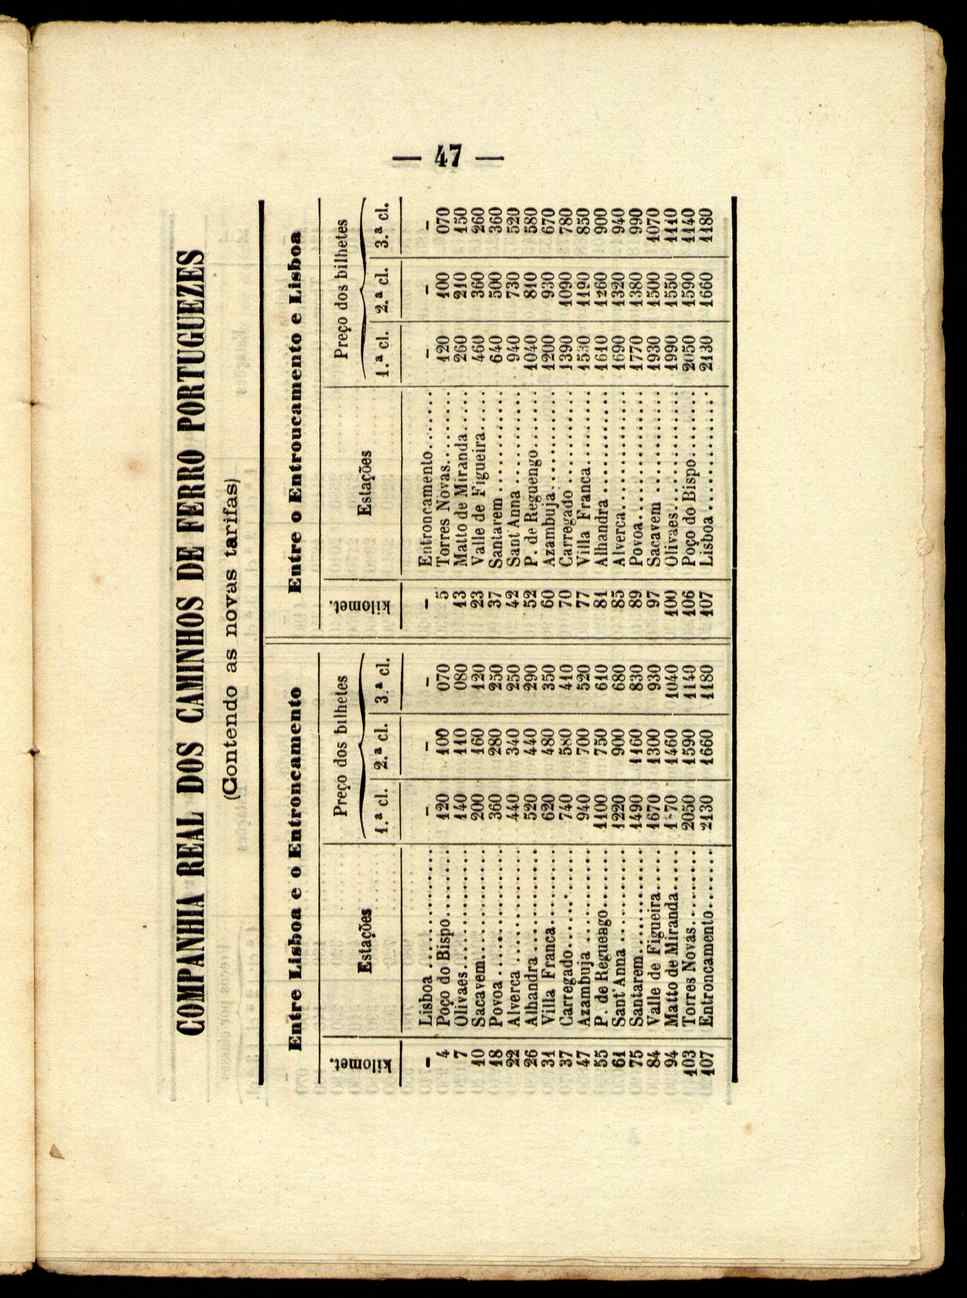 — 47 —
COMPANHIA REAL DOS CAMINHOS DE FERRO PORTUGUEZES
(Contendo as novas tarifas)
Entre Lisboa e o Entroncamento
kilomet. Estações Preço dos bilhetes
1.ª cl. 2.ª cl. 3.ª cl.
- Lisboa - - -
4 Poço do Bispo 120 100 070
7 Olivaes 140 110 080
10 Sacavem 200 160 120
18 Povoa 360 280 250
22 Alverca 440 340 250
26 Alhandra 520 440 290
31 Villa Franca 620 480 350
37 Carregado 740 580 410
47 Azambuja 940 700 520
55 P. de Reguengo 1100 750 610
61 Sant'Anna 1220 900 680
75 Santarem 1490 1160 830
84 Valle de Figueira 1670 1300 930
94 Matto de Miranda 1460 1040
103 Torres Novas 2050 1590 1140
107 Entroncamento 2130 1660 1180
Entre o Entroucamento e Lisboa
kilomet. Estações Preço dos bilhetes
1.ª cl. 2.ª cl. 3.ª cl.
- Entroncamento - - -
5 Torres Novas 120 100 070
13 Matto de Miranda 260 210 150
23 Valle de Figueira 460 360 260
37 Santarem 640 500 360
42 Sant'Anna 940 730 520
52 P. de Reguengo 1040 810 580
60 Azambuja 1200 930 670
70 Carregado 1390 1090 780
77 Villa Franca 1530 1190 850
81 Alhandra 1610 1260 900
85 Alverca 1690 1320 940
89 Povoa 1770 1380 990
97 Sacavem 1930 1500 1070
100 Olivaes 1990 1550 1110
106 Poço do Bispo 2050 1590 1140
107 Lisboa 2130 1660 1180